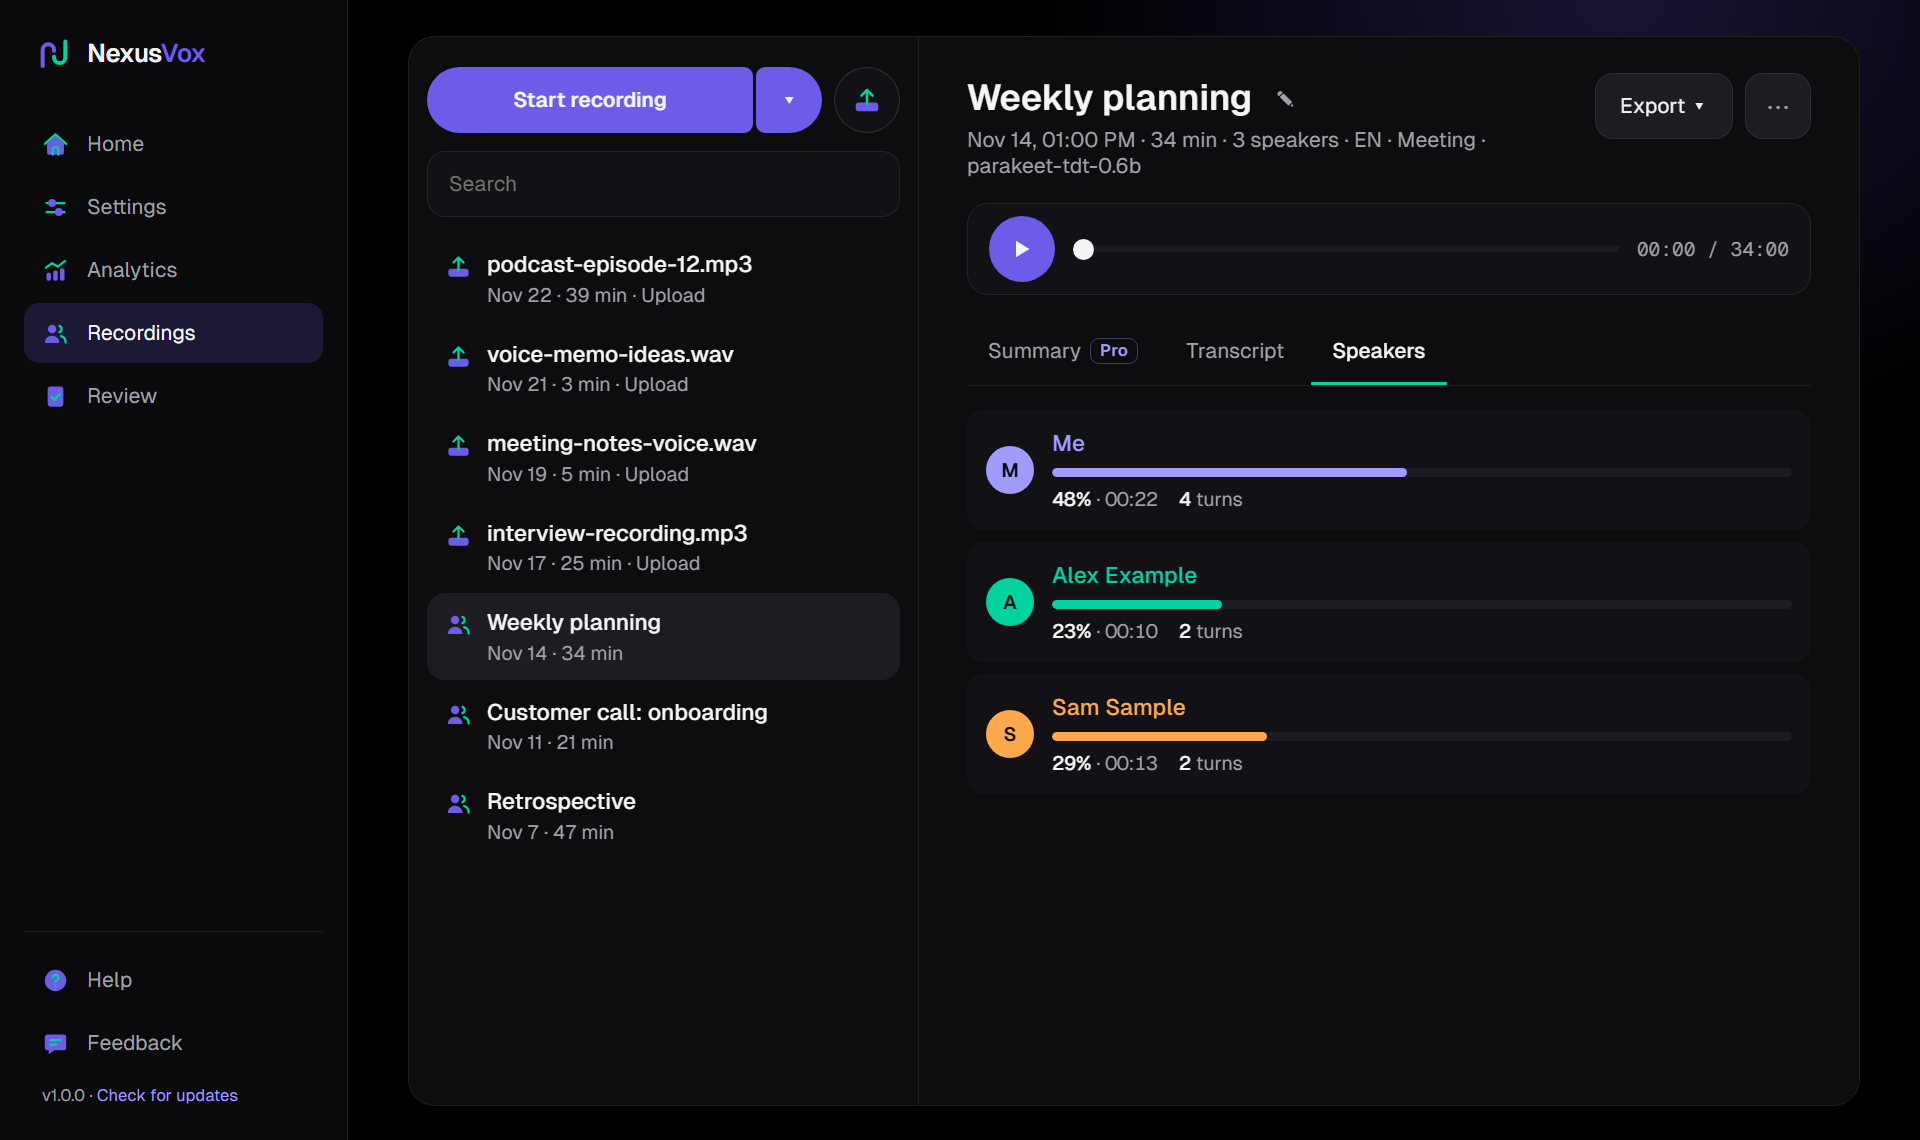 NexusVox
Home
Settings
Analytics
Recordings
Review
Help
Feedback
v1.0.0 · Check for updates
Start recording
Search
podcast-episode-12.mp3
Nov 22 · 39 min · Upload
voice-memo-ideas.wav
Nov 21 · 3 min · Upload
meeting-notes-voice.wav
Nov 19 · 5 min · Upload
interview-recording.mp3
Nov 17 · 25 min · Upload
Weekly planning
Nov 14 · 34 min
Customer call: onboarding
Nov 11 · 21 min
Retrospective
Nov 7 · 47 min
Weekly planning
Export
Nov 14, 01:00 PM · 34 min · 3 speakers · EN · Meeting ·
parakeet-tdt-0.6b
00:00 / 34:00
Summary Pro Transcript Speakers
M
Me
48% · 00:22 4 turns
A
Alex Example
23% · 00:10 2 turns
S
Sam Sample
29% · 00:13 2 turns